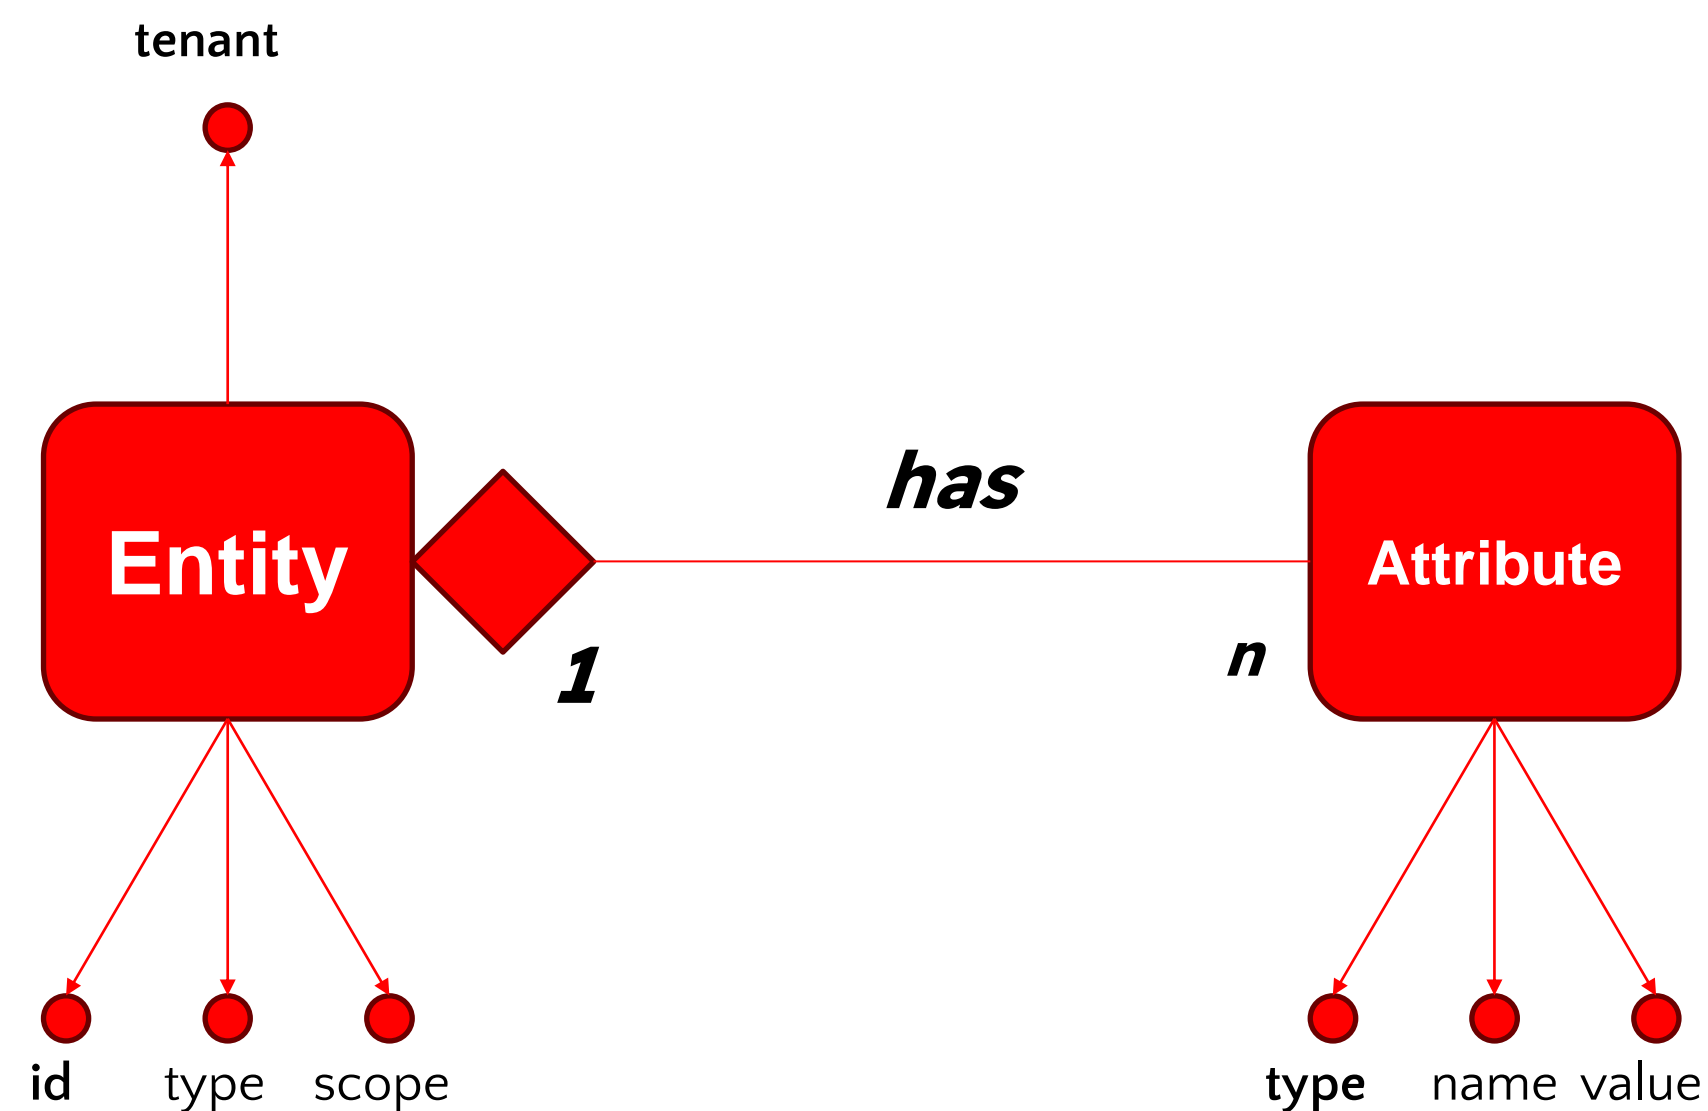 tenant
has
Entity
Attribute
1
n
id type scope
type name value